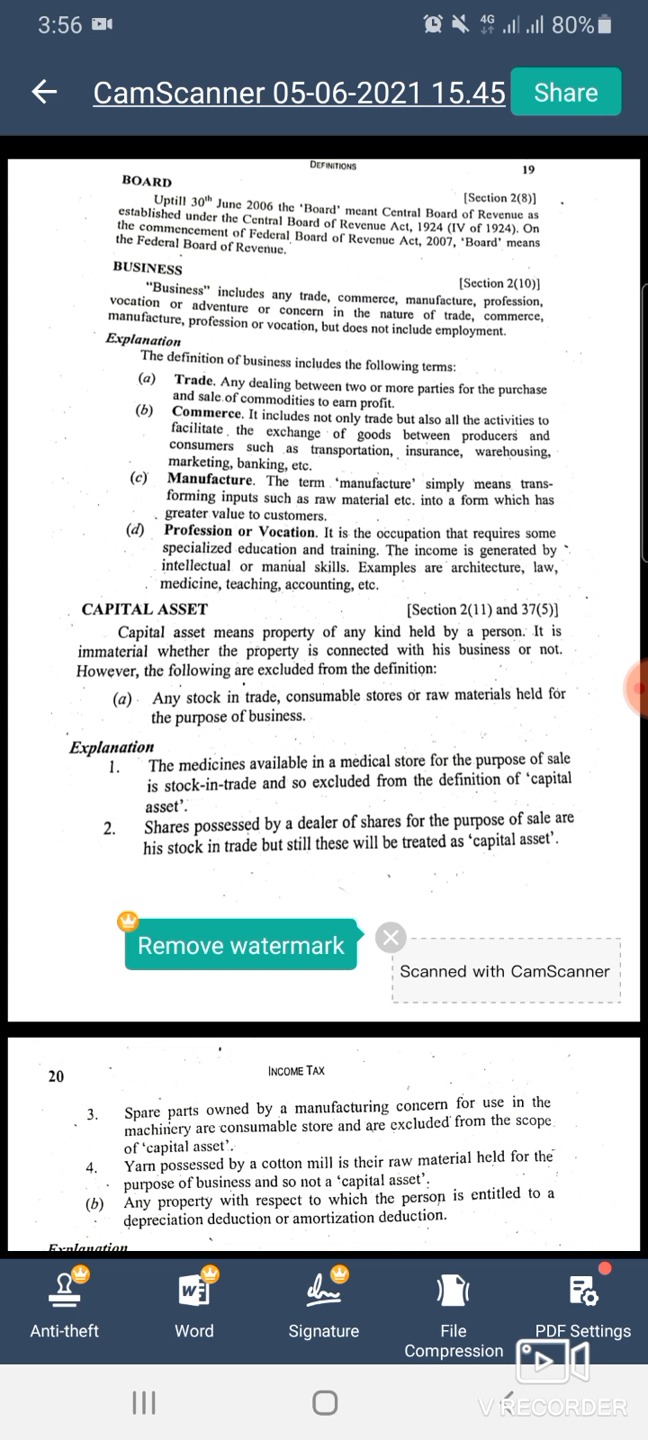 3:56
4G 80%
CamScanner 05-06-2021 15.45
Share
DEFINITIONS 19
BOARD
[Section 2(8)]
Uptill 30th June 2006 the 'Board' meant Central Board of Revenue as
established under the Central Board of Revenue Act, 1924 (IV of 1924). On
the commencement of Federal Board of Revenue Act, 2007, 'Board' means
the Federal Board of Revenue.
BUSINESS
[Section 2(10)]
"Business" includes any trade, commerce, manufacture, profession,
vocation or adventure or concern in the nature of trade, commerce,
manufacture, profession or vocation, but does not include employment.
Explanation
The definition of business includes the following terms:
(a) Trade. Any dealing between two or more parties for the purchase
and sale of commodities to earn profit.
(b) Commerce. It includes not only trade but also all the activities to
facilitate the exchange of goods between producers and
consumers such as transportation, insurance, warehousing,
marketing, banking, etc.
(c) Manufacture. The term 'manufacture' simply means trans-
forming inputs such as raw material etc. into a form which has
greater value to customers.
(d) Profession or Vocation. It is the occupation that requires some
specialized education and training. The income is generated by
intellectual or manual skills. Examples are architecture, law,
medicine, teaching, accounting, etc.
CAPITAL ASSET [Section 2(11) and 37(5)]
Capital asset means property of any kind held by a person. It is
immaterial whether the property is connected with his business or not.
However, the following are excluded from the definition:
(a) Any stock in trade, consumable stores or raw materials held for
the purpose of business.
Explanation
1. The medicines available in a medical store for the purpose of sale
is stock-in-trade and so excluded from the definition of 'capital
asset'.
2. Shares possessed by a dealer of shares for the purpose of sale are
his stock in trade but still these will be treated as 'capital asset'.
Remove watermark
Scanned with CamScanner
20 INCOME TAX
3. Spare parts owned by a manufacturing concern for use in the
machinery are consumable store and are excluded from the scope
of 'capital asset'.
4. Yarn possessed by a cotton mill is their raw material held for the
purpose of business and so not a 'capital asset'.
(b) Any property with respect to which the person is entitled to a
depreciation deduction or amortization deduction.
Explanation
Anti-theft
Word
Signature
File
Compression
PDF Settings
V RECORDER